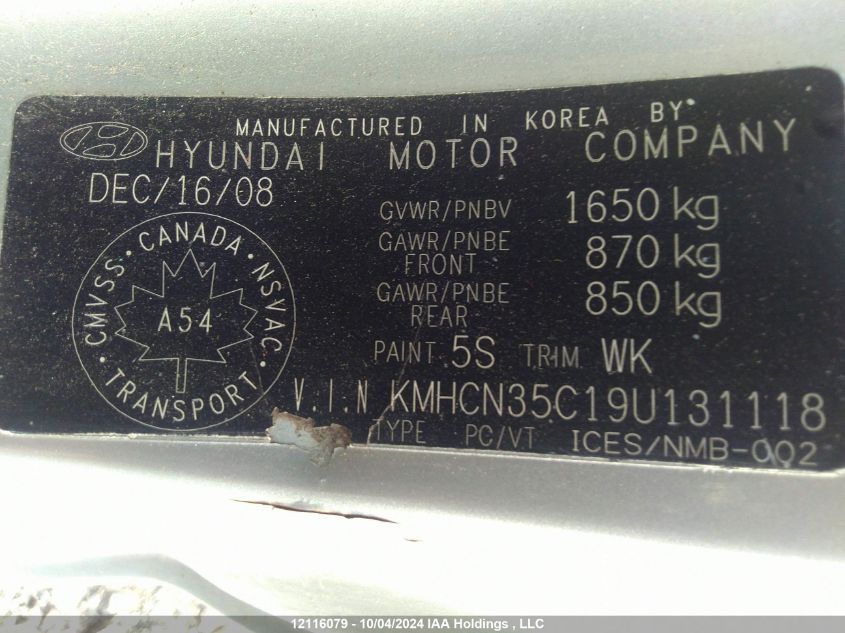 MANUFACTURED IN KOREA BY
HYUNDAI MOTOR COMPANY
DEC/16/08
GVWR/PNBV 1650 kg
GAWR/PNBE FRONT 870 kg
GAWR/PNBE REAR 850 kg
CMVSS · CANADA · NSVAC
A54
· TRANSPORT ·
PAINT 5S TRIM WK
V.I.N KMHCN35C19U131118
TYPE PC/VT ICES/NMB-002
12116079 - 10/04/2024 IAA Holdings , LLC